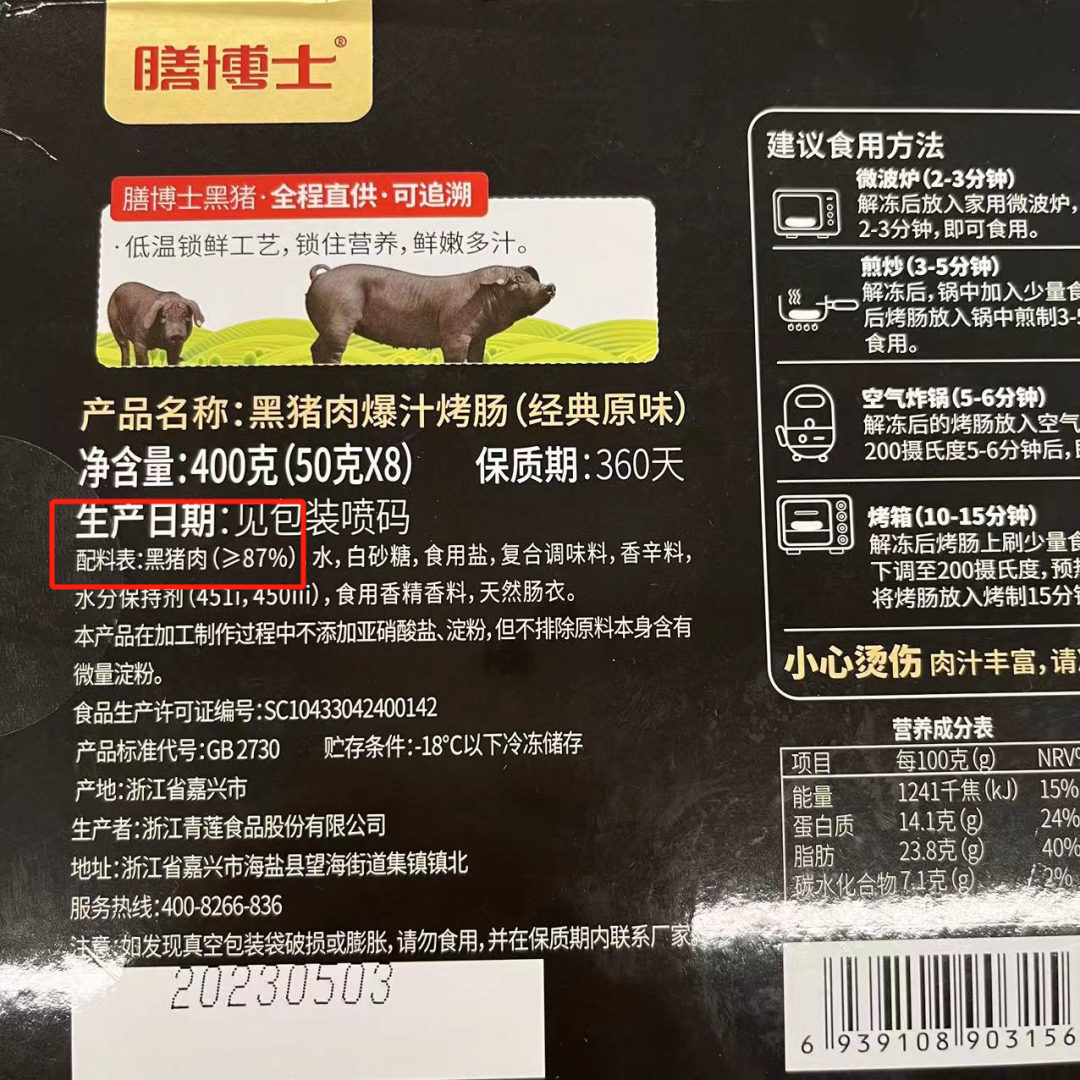 膳博士®
膳博士黑猪·全程直供·可追溯
·低温锁鲜工艺,锁住营养,鲜嫩多汁。
产品名称:黑猪肉爆汁烤肠(经典原味)
净含量:400克(50克X8) 保质期:360天
生产日期:见包装喷码
配料表:黑猪肉(≥87%) 水,白砂糖,食用盐,复合调味料,香辛料,
水分保持剂(451i,450iii),食用香精香料,天然肠衣。
本产品在加工制作过程中不添加亚硝酸盐、淀粉,但不排除原料本身含有
微量淀粉。
食品生产许可证编号:SC10433042400142
产品标准代号:GB 2730 贮存条件:-18°C以下冷冻储存
产地:浙江省嘉兴市
生产者:浙江青莲食品股份有限公司
地址:浙江省嘉兴市海盐县望海街道集镇镇北
服务热线:400-8266-836
注意:如发现真空包装袋破损或膨胀,请勿食用,并在保质期内联系厂家
20230503
建议食用方法
微波炉(2-3分钟)
解冻后放入家用微波炉,
2-3分钟,即可食用。
煎炒(3-5分钟)
解冻后,锅中加入少量食
后烤肠放入锅中煎制3-5
食用。
空气炸锅(5-6分钟)
解冻后的烤肠放入空气
200摄氏度5-6分钟后,
烤箱(10-15分钟)
解冻后烤肠上刷少量食
下调至200摄氏度,预热
将烤肠放入烤制15分钟
小心烫伤 肉汁丰富,请
营养成分表
项目 每100克(g) NRV%
能量 1241千焦(kJ) 15%
蛋白质 14.1克(g) 24%
脂肪 23.8克(g) 40%
碳水化合物 7.1克(g) 2%
6 939108 903156